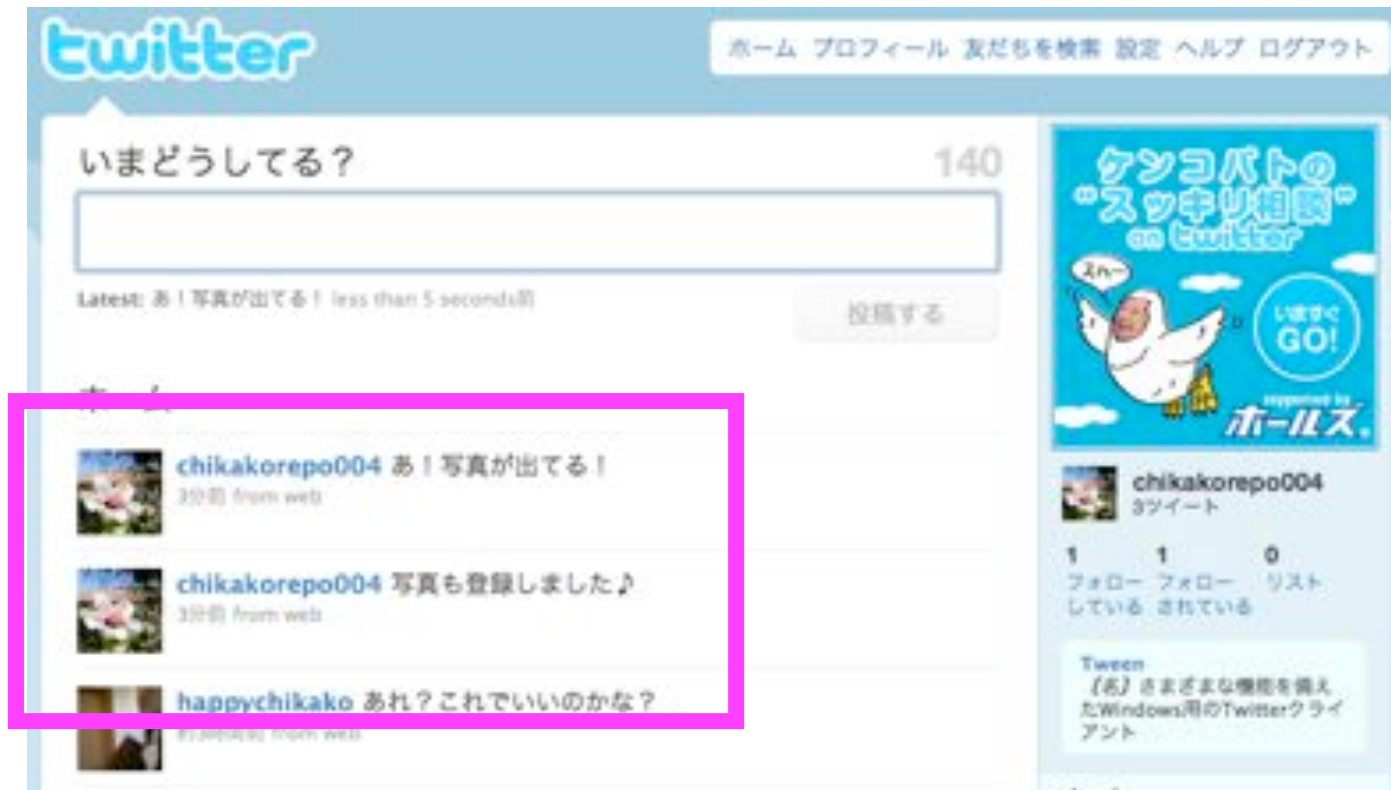 twitter
ホーム プロフィール 友だちを検索 設定 ヘルプ ログアウト
いまどうしてる？
140
Latest: あ！写真が出てる！ less than 5 seconds前
投稿する
ホーム
chikakorepo004 あ！写真が出てる！
3分前 from web
chikakorepo004 写真も登録しました♪
3分前 from web
happychikako あれ？これでいいのかな？
from web
ケンコバトの
“スッキリ相談”
on twitter
いますぐ
GO!
supported by
ホールズ
chikakorepo004
3ツイート
1 1 0
フォロー フォロー リスト
している されている
Tween
《名》さまざまな機能を備え
たWindows用のTwitterクライ
アント